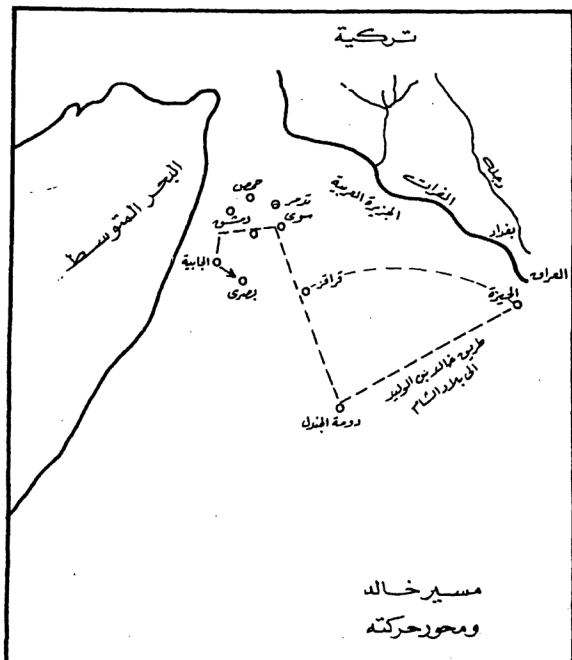 تركية
البحر المتوسط
دجلة
الفرات
الجزيرة العربية
بغداد
العراق
حمص
تدمر
سوى
دمشق
الجابية
بصرى
قراقر
الحيرة
طريق خالد بن الوليد
الى بلاد الشام
دومة الجندل
مسير خالد
ومحور حركته